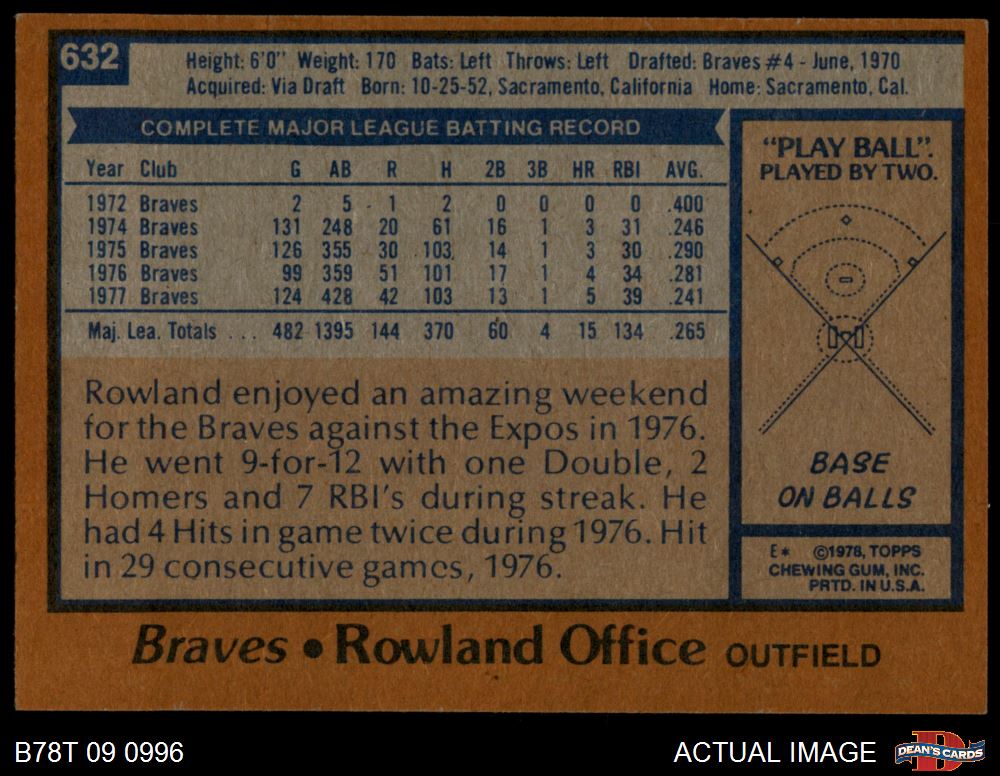 632
Height: 6'0" Weight: 170 Bats: Left Throws: Left Drafted: Braves #4 - June, 1970
Acquired: Via Draft Born: 10-25-52, Sacramento, California Home: Sacramento, Cal.
COMPLETE MAJOR LEAGUE BATTING RECORD
Year Club G AB R H 2B 3B HR RBI AVG.
1972 Braves 2 5 1 2 0 0 0 0 .400
1974 Braves 131 248 20 61 16 1 3 31 .246
1975 Braves 126 355 30 103 14 1 3 30 .290
1976 Braves 99 359 51 101 17 1 4 34 .281
1977 Braves 124 428 42 103 13 1 5 39 .241
Maj. Lea. Totals ... 482 1395 144 370 60 4 15 134 .265
Rowland enjoyed an amazing weekend
for the Braves against the Expos in 1976.
He went 9-for-12 with one Double, 2
Homers and 7 RBI's during streak. He
had 4 Hits in game twice during 1976. Hit
in 29 consecutive games, 1976.
"PLAY BALL".
PLAYED BY TWO.
BASE
ON BALLS
E* ©1978, TOPPS
CHEWING GUM, INC.
PRTD. IN U.S.A.
Braves • Rowland Office OUTFIELD
B78T 09 0996
ACTUAL IMAGE
DEAN'S CARDS